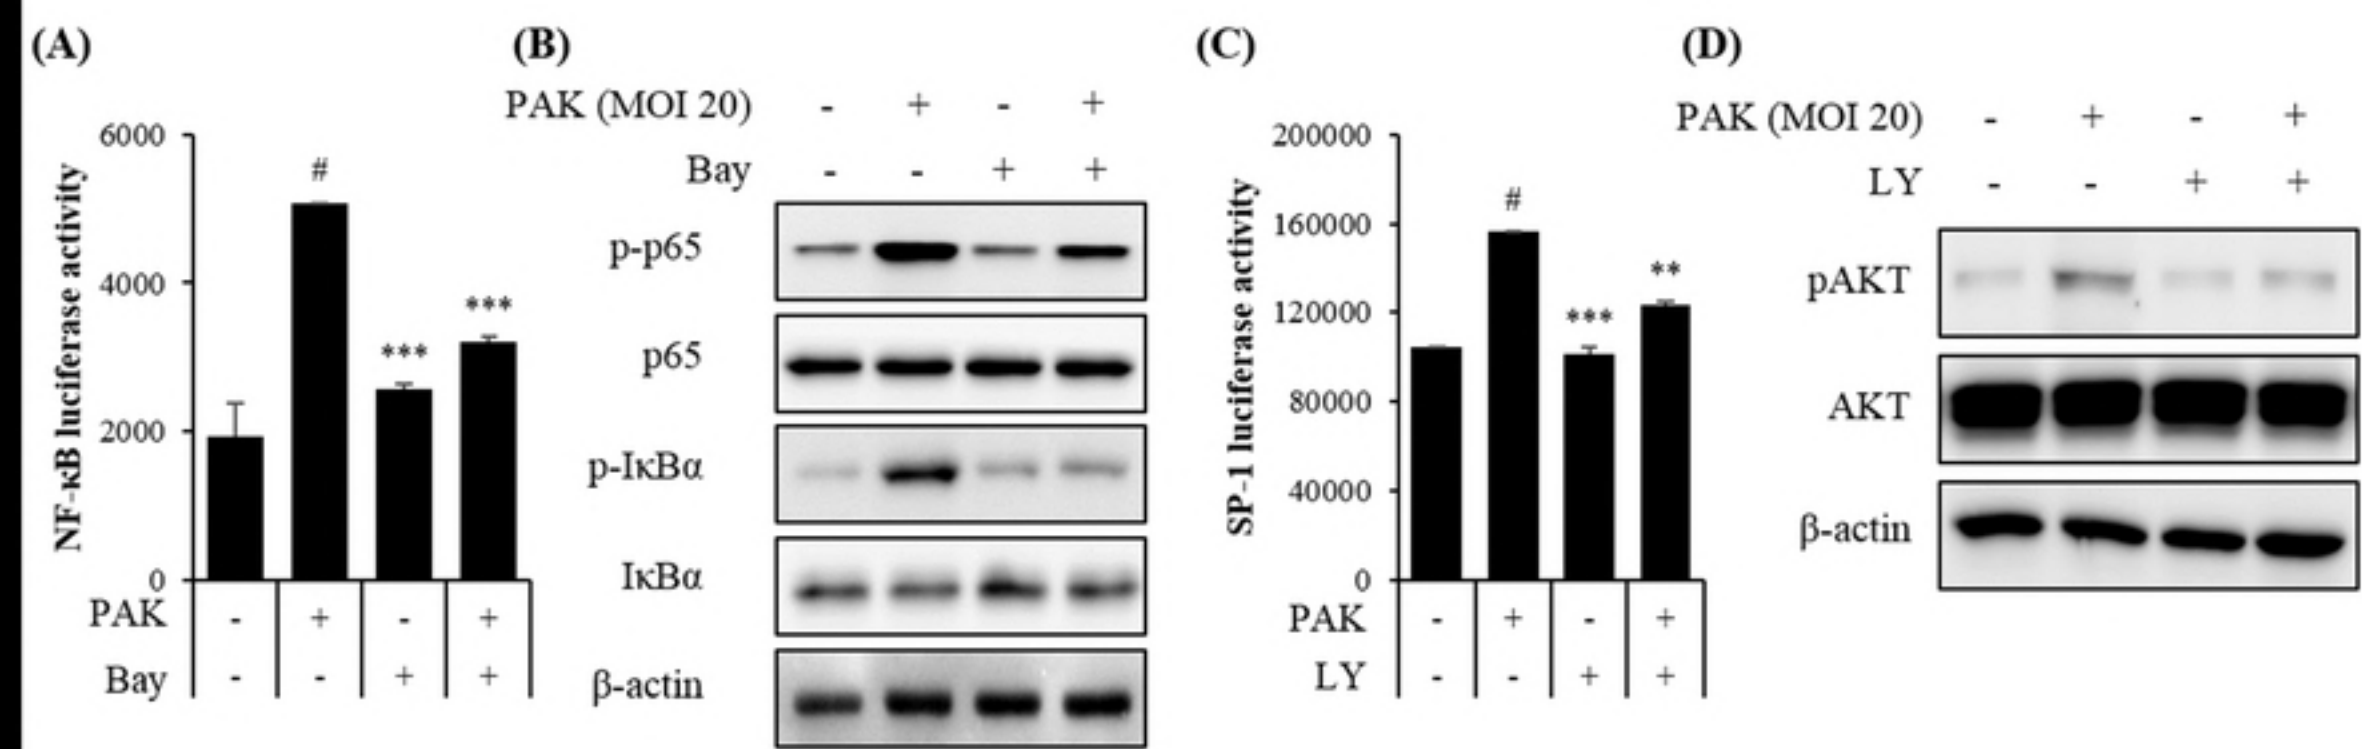 (A)
NF-κB luciferase activity
6000
4000
2000
0
#
***
***
PAK - + - +
Bay - - + +
(B)
PAK (MOI 20) - + - +
Bay - - + +
p-p65
p65
p-IκBα
IκBα
β-actin
(C)
SP-1 luciferase activity
200000
160000
120000
80000
40000
0
#
***
**
PAK - + - +
LY - - + +
(D)
PAK (MOI 20) - + - +
LY - - + +
pAKT
AKT
β-actin